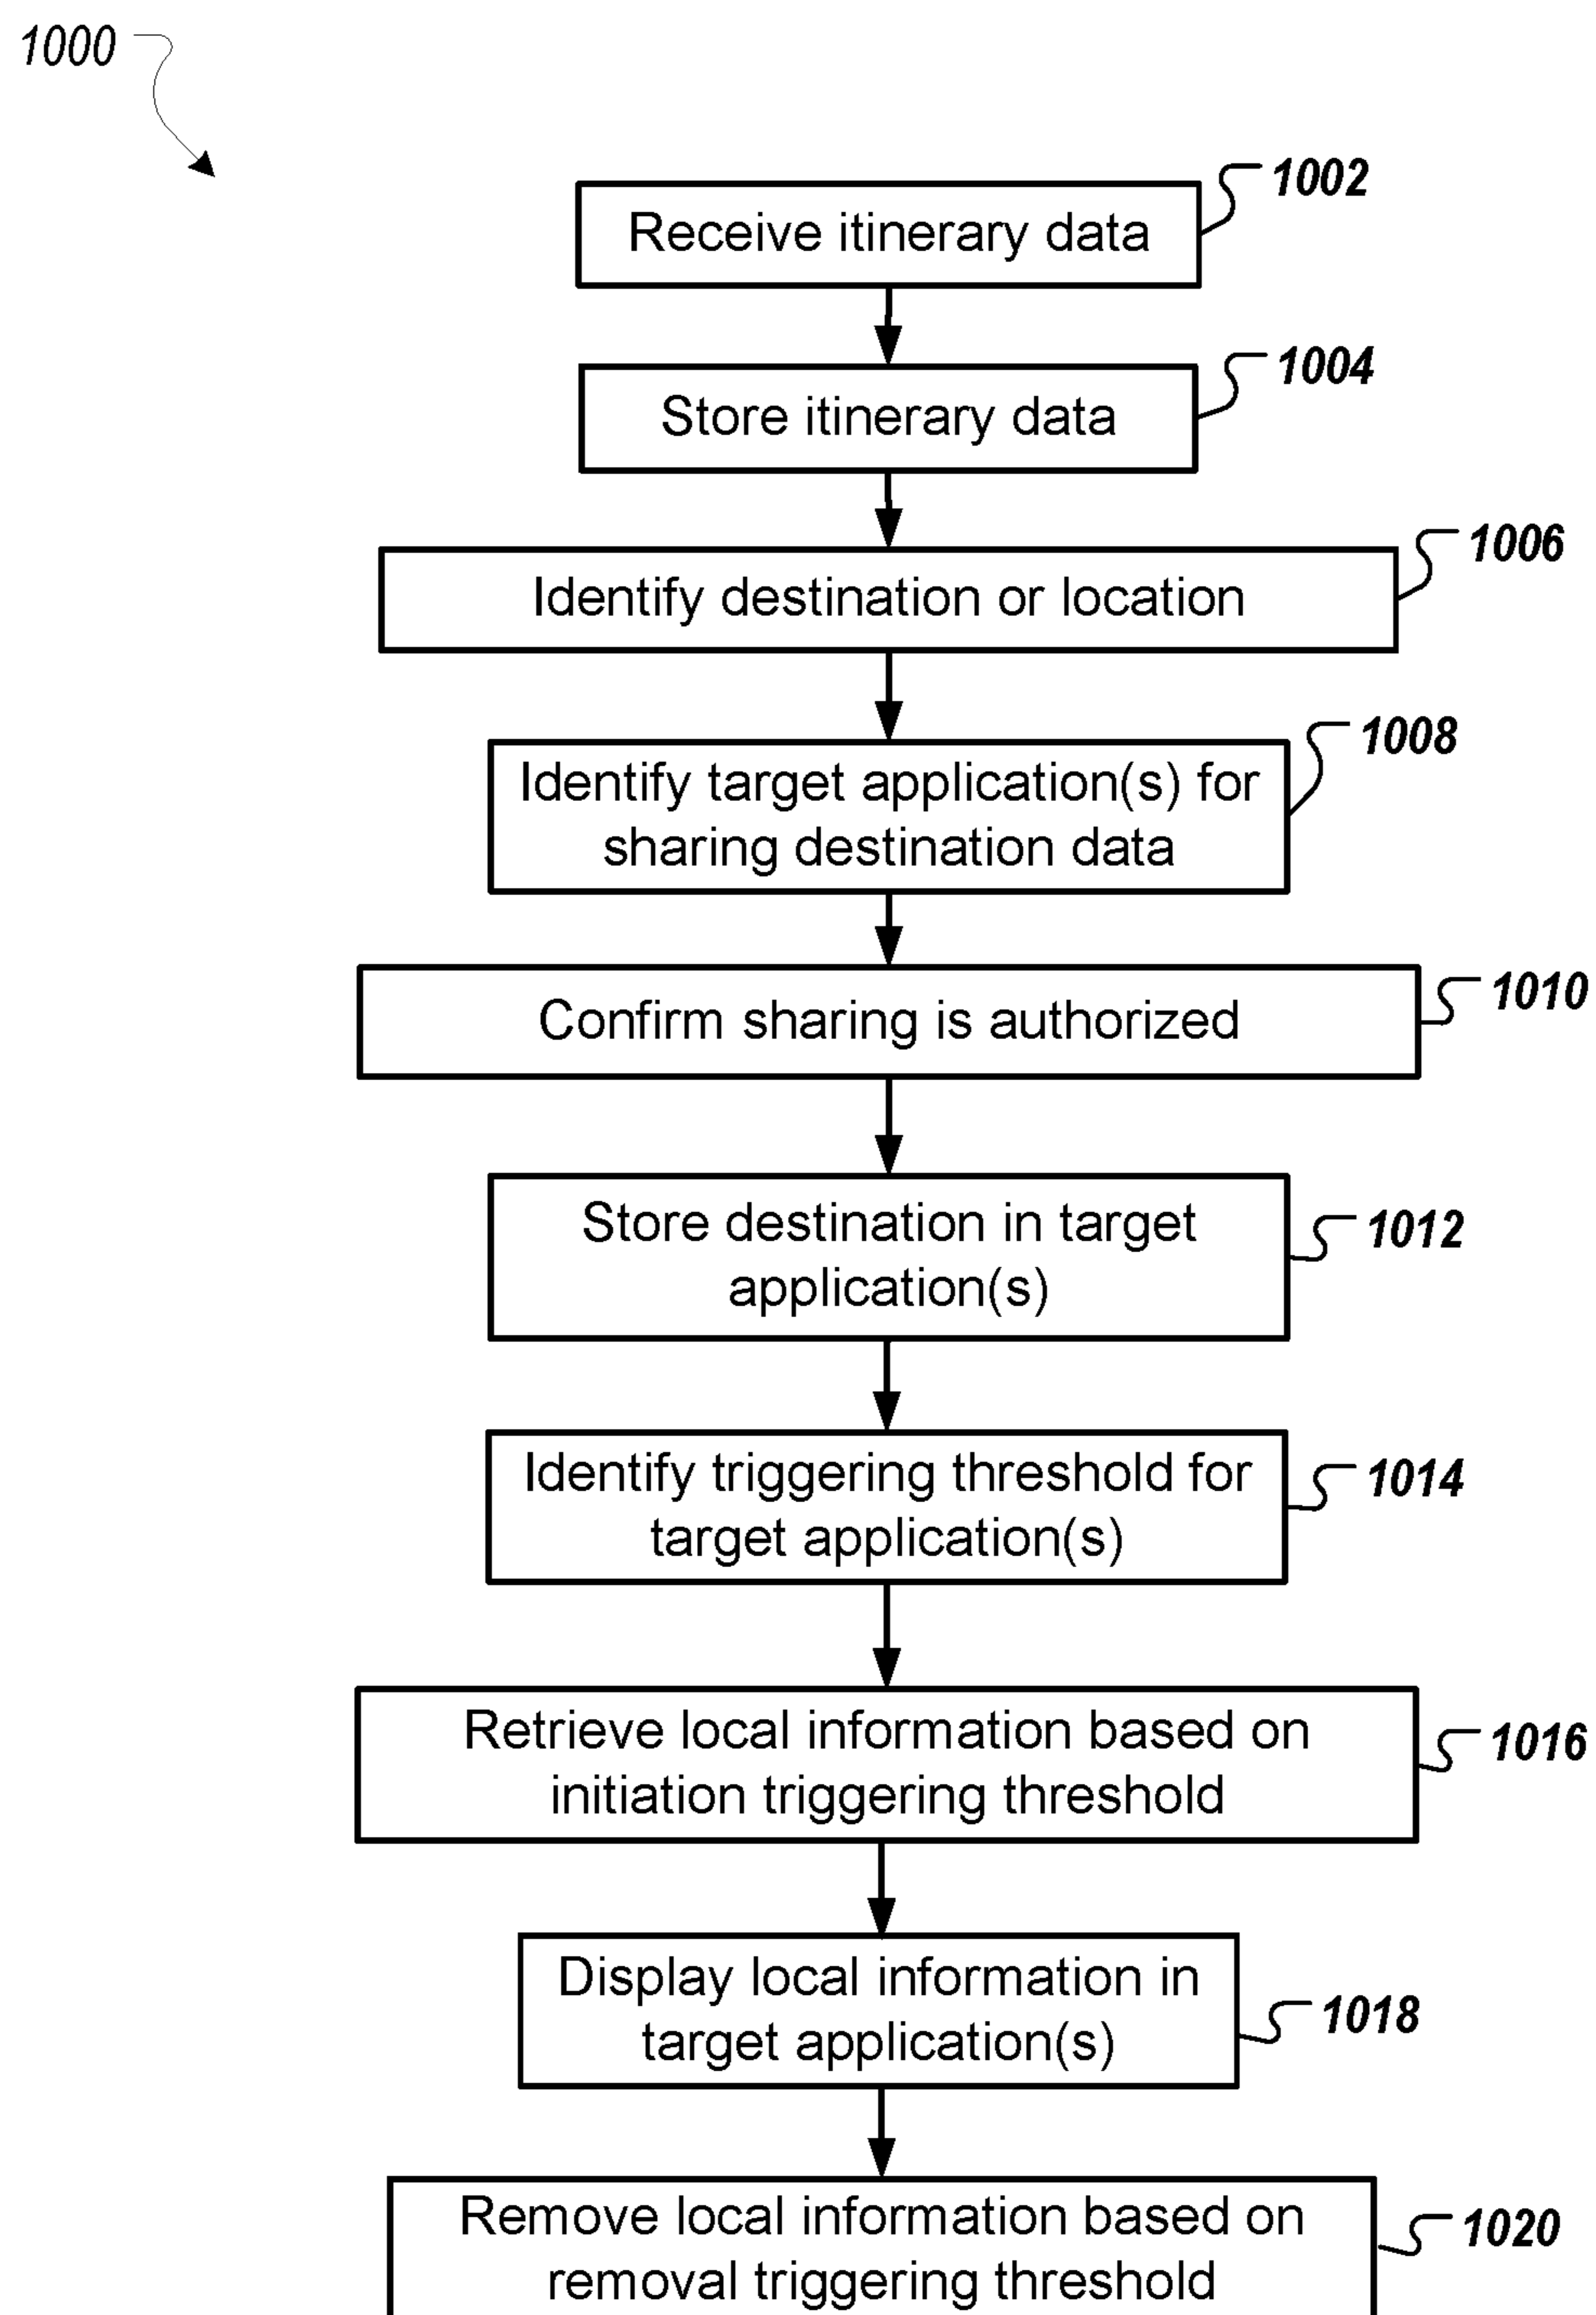 1000
Receive itinerary data
1002
Store itinerary data
1004
Identify destination or location
1006
Identify target application(s) for
sharing destination data
1008
Confirm sharing is authorized
1010
Store destination in target
application(s)
1012
Identify triggering threshold for
target application(s)
1014
Retrieve local information based on
initiation triggering threshold
1016
Display local information in
target application(s)
1018
Remove local information based on
removal triggering threshold
1020